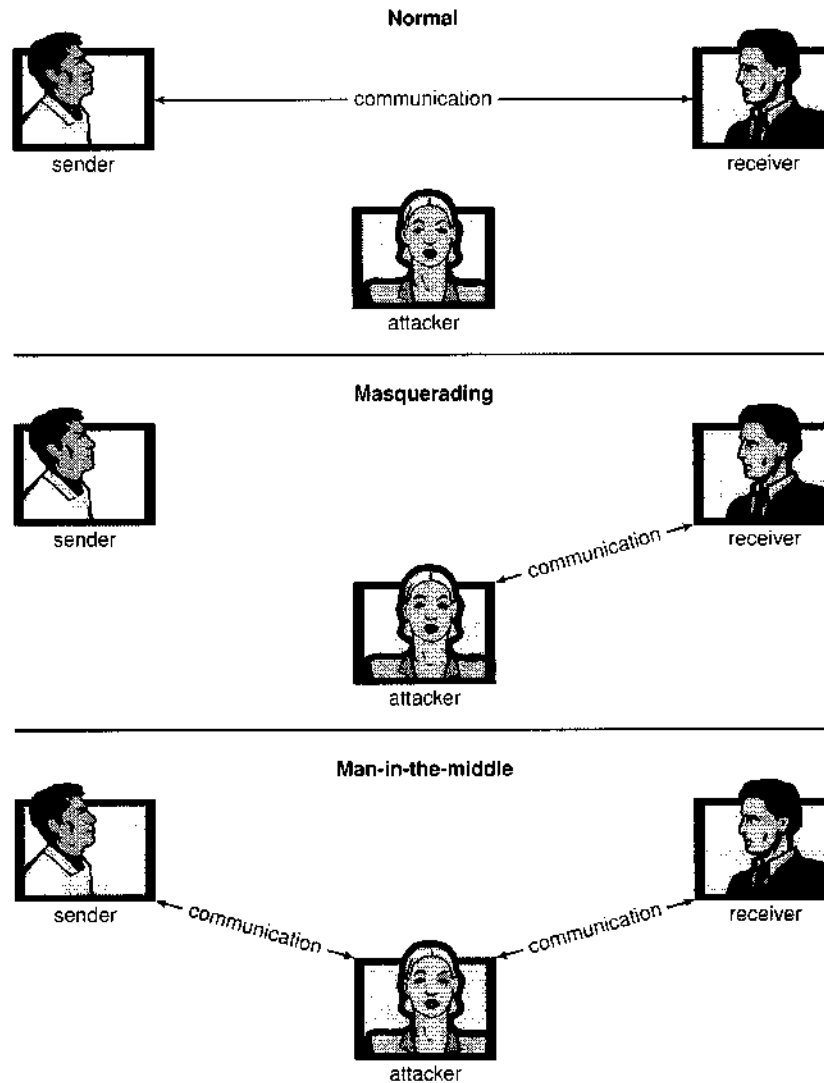 Normal
communication
sender
receiver
attacker
Masquerading
sender
communication
receiver
attacker
Man-in-the-middle
sender
communication
communication
receiver
attacker